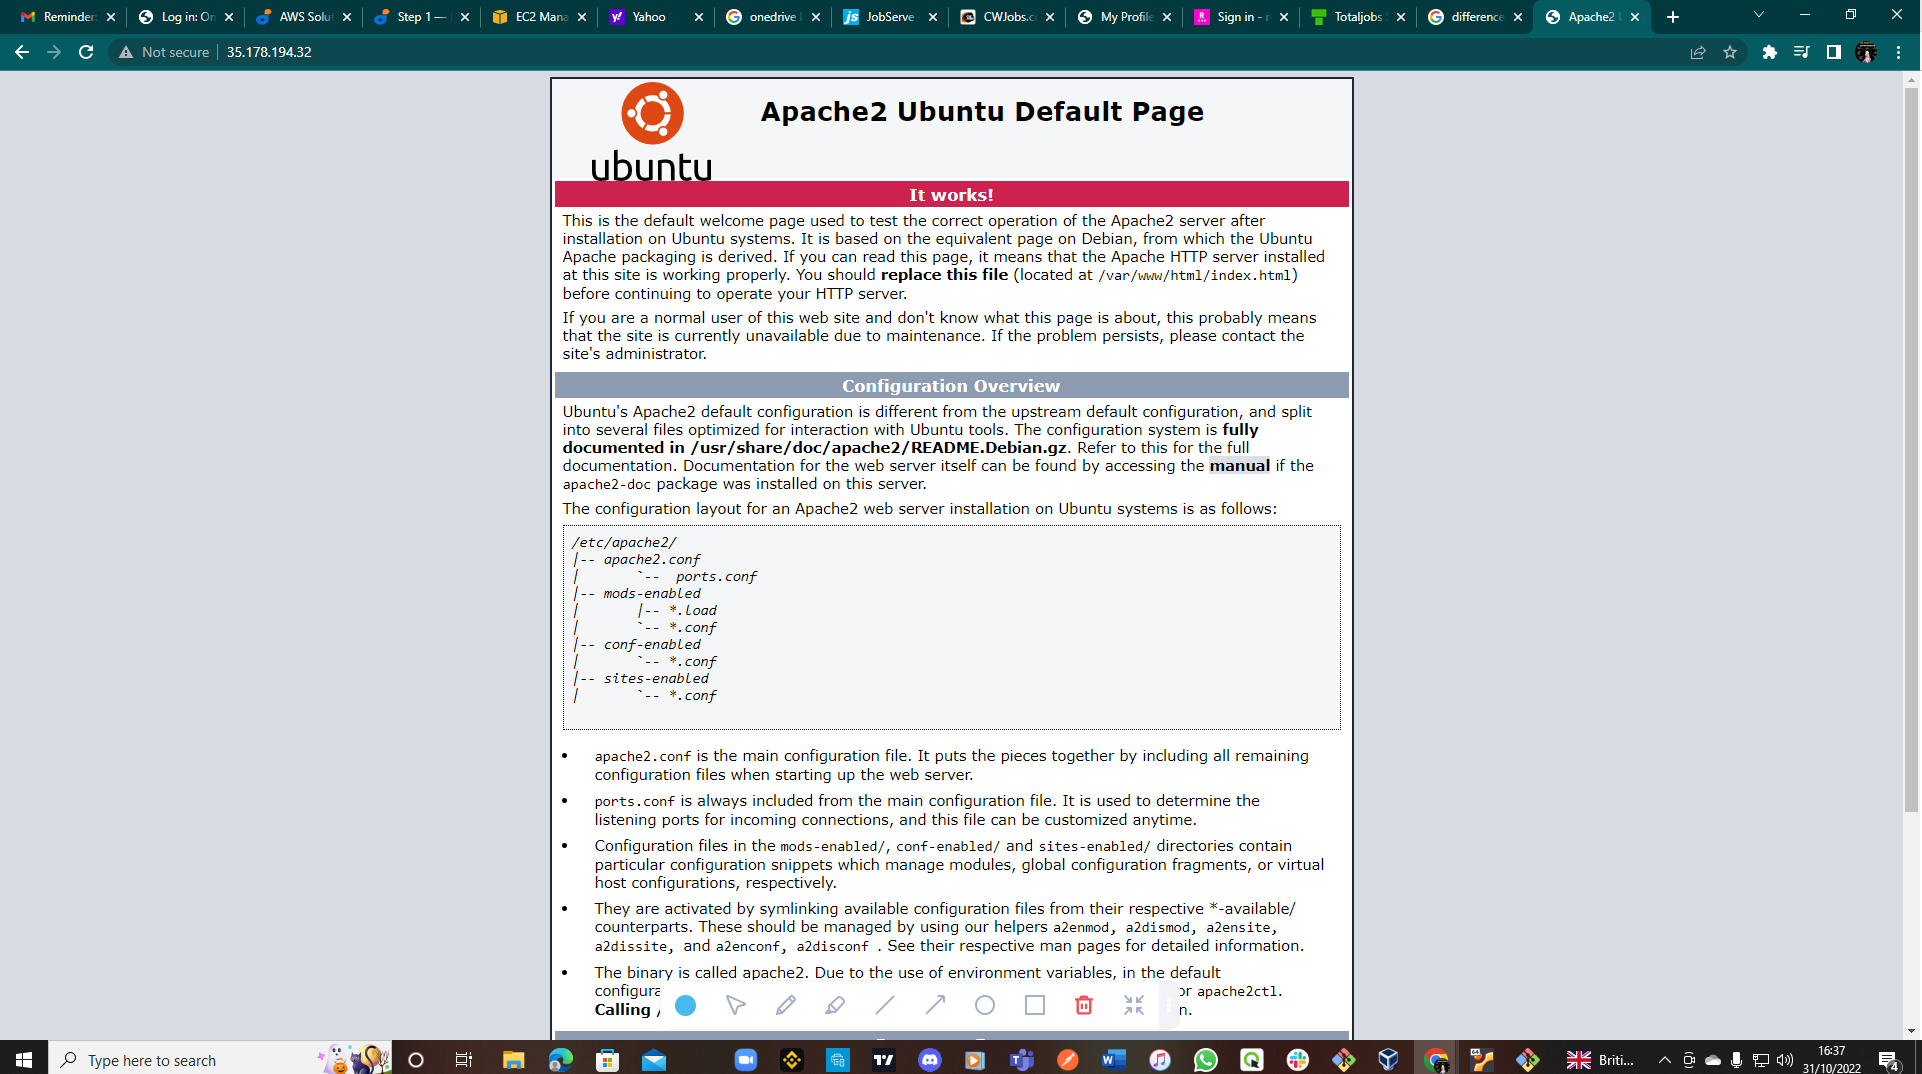 Reminder:
Log in: On
AWS Solut
Step 1 —
EC2 Mana
Yahoo
onedrive
JobServe
CWJobs.c
My Profile
Sign in - r
Totaljobs
difference
Apache2
Not secure
35.178.194.32
Apache2 Ubuntu Default Page
ubuntu
It works!
This is the default welcome page used to test the correct operation of the Apache2 server after
installation on Ubuntu systems. It is based on the equivalent page on Debian, from which the Ubuntu
Apache packaging is derived. If you can read this page, it means that the Apache HTTP server installed
at this site is working properly. You should replace this file (located at /var/www/html/index.html)
before continuing to operate your HTTP server.
If you are a normal user of this web site and don't know what this page is about, this probably means
that the site is currently unavailable due to maintenance. If the problem persists, please contact the
site's administrator.
Configuration Overview
Ubuntu's Apache2 default configuration is different from the upstream default configuration, and split
into several files optimized for interaction with Ubuntu tools. The configuration system is fully
documented in /usr/share/doc/apache2/README.Debian.gz. Refer to this for the full
documentation. Documentation for the web server itself can be found by accessing the manual if the
apache2-doc package was installed on this server.
The configuration layout for an Apache2 web server installation on Ubuntu systems is as follows:
/etc/apache2/
|-- apache2.conf
|       `--  ports.conf
|-- mods-enabled
|       |-- *.load
|       `-- *.conf
|-- conf-enabled
|       `-- *.conf
|-- sites-enabled
|       `-- *.conf
• apache2.conf is the main configuration file. It puts the pieces together by including all remaining
configuration files when starting up the web server.
• ports.conf is always included from the main configuration file. It is used to determine the
listening ports for incoming connections, and this file can be customized anytime.
• Configuration files in the mods-enabled/, conf-enabled/ and sites-enabled/ directories contain
particular configuration snippets which manage modules, global configuration fragments, or virtual
host configurations, respectively.
• They are activated by symlinking available configuration files from their respective *-available/
counterparts. These should be managed by using our helpers a2enmod, a2dismod, a2ensite,
a2dissite, and a2enconf, a2disconf . See their respective man pages for detailed information.
• The binary is called apache2. Due to the use of environment variables, in the default
configura or apache2ctl.
Calling / n.
Type here to search
Briti...
16:37
31/10/2022
4